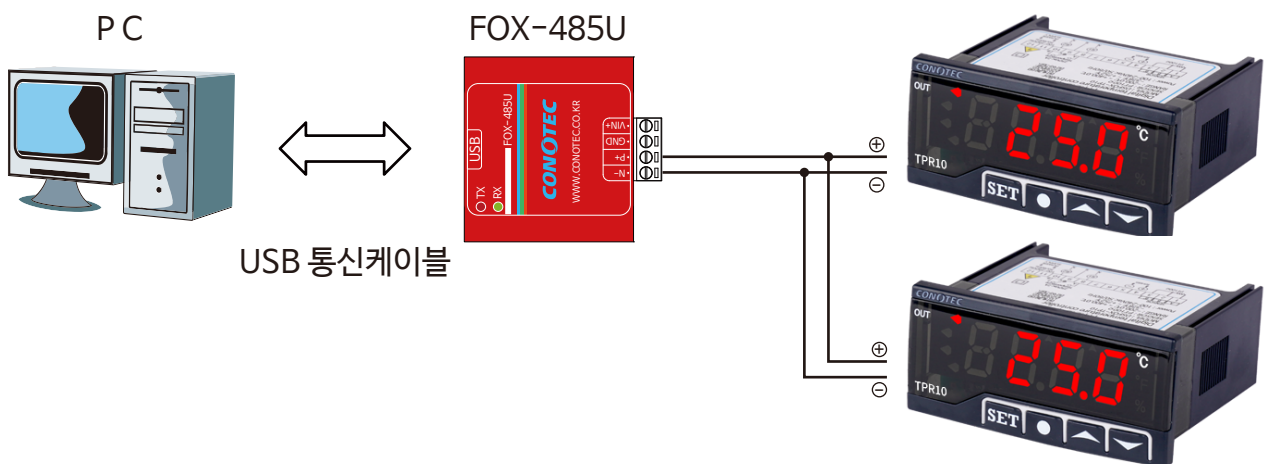 PC
FOX-485U
USB
TX
RX
FOX-485U
CONOTEC
WWW.CONOTEC.CO.KR
VIN+
GND
P+
N-
USB 통신케이블
⊕
⊖
CONOTEC
OUT
25.0
℃
TPR10
SET
⊕
⊖
CONOTEC
OUT
25.0
℃
TPR10
SET